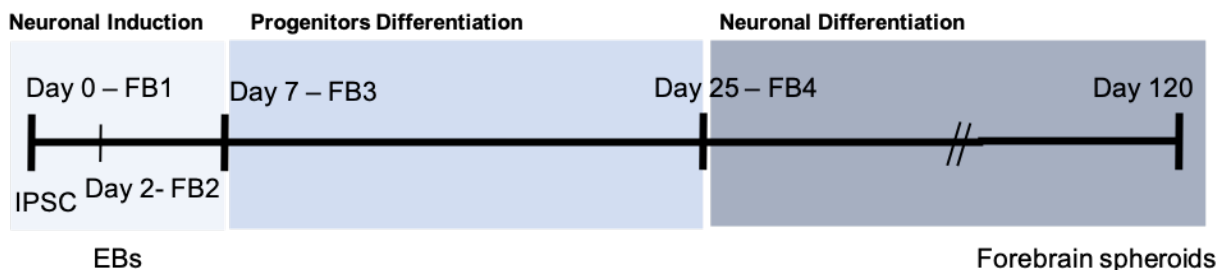 Neuronal Induction
Progenitors Differentiation
Neuronal Differentiation
Day 0 – FB1
Day 7 – FB3
Day 25 – FB4
Day 120
IPSC
Day 2- FB2
EBs
Forebrain spheroids